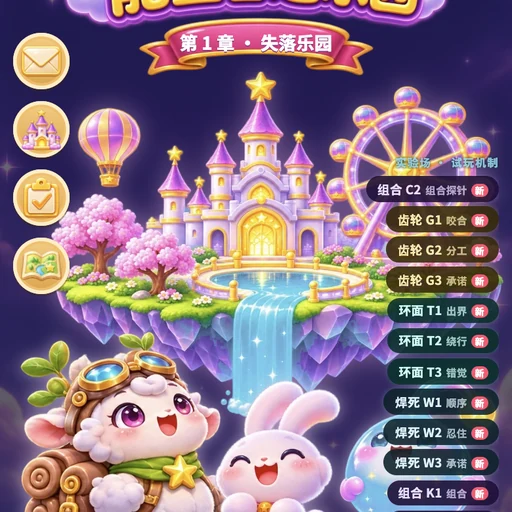 第 1 章 · 失落乐园
实验场 · 试玩机制
组合 C2 组合探针 新
齿轮 G1 咬合 新
齿轮 G2 分工 新
齿轮 G3 承诺 新
环面 T1 出界 新
环面 T2 绕行 新
环面 T3 错觉 新
焊死 W1 顺序 新
焊死 W2 忍住 新
焊死 W3 承诺 新
组合 K1 组合 新